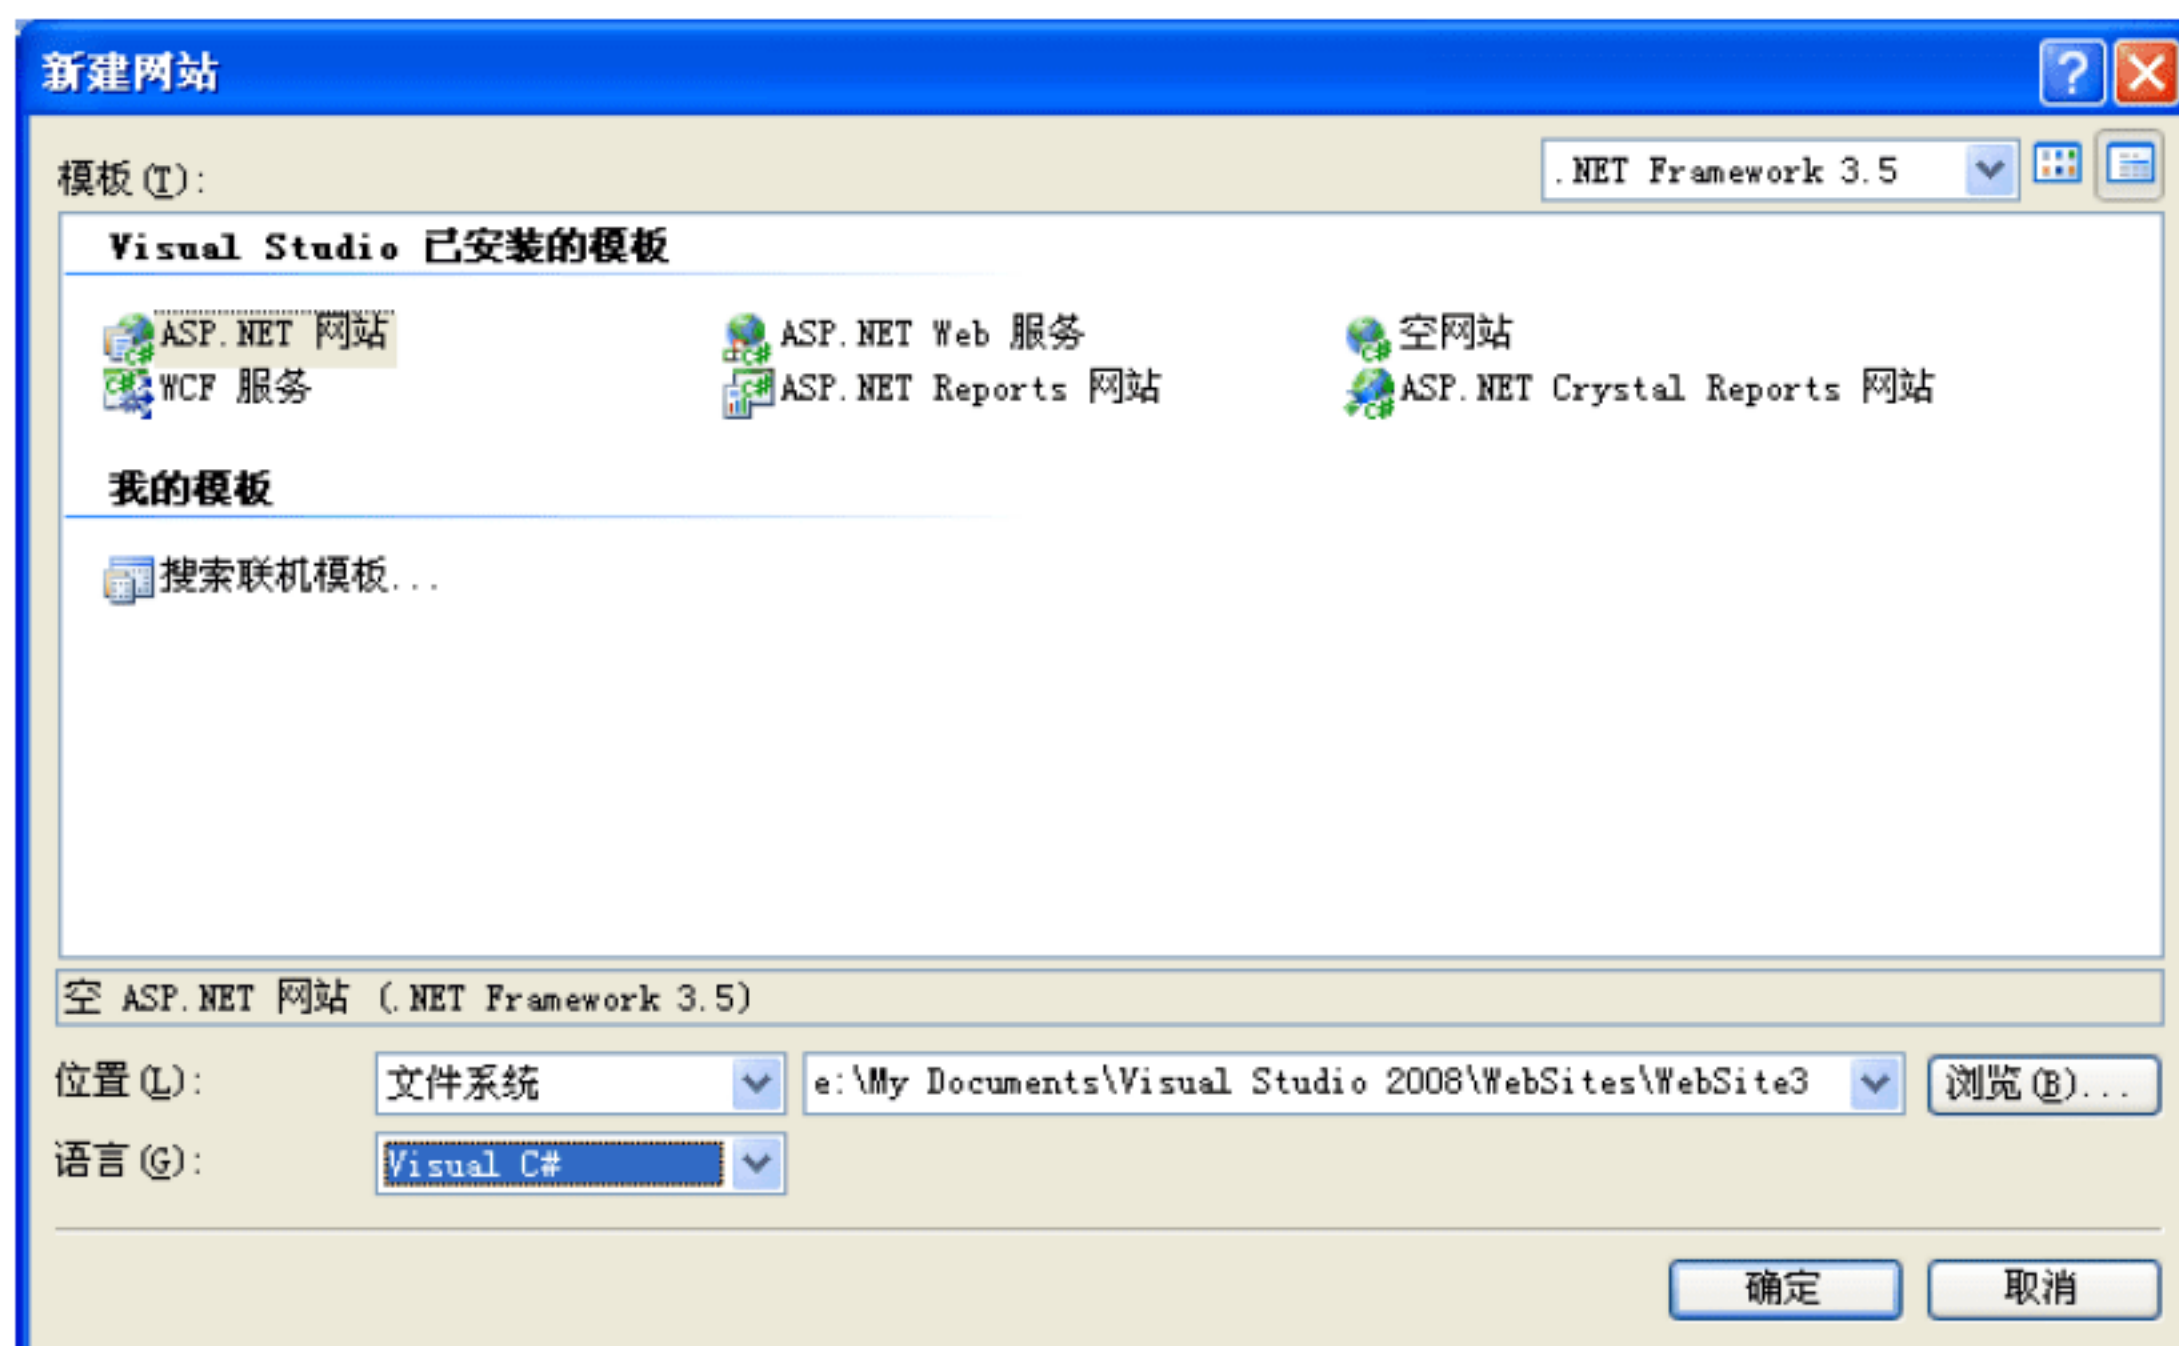 新建网站
模板(T):
.NET Framework 3.5
Visual Studio 已安装的模板
ASP.NET 网站
ASP.NET Web 服务
空网站
WCF 服务
ASP.NET Reports 网站
ASP.NET Crystal Reports 网站
我的模板
搜索联机模板...
空 ASP.NET 网站 (.NET Framework 3.5)
位置(L):
文件系统
e:\My Documents\Visual Studio 2008\WebSites\WebSite3
浏览(B)...
语言(G):
Visual C#
确定
取消